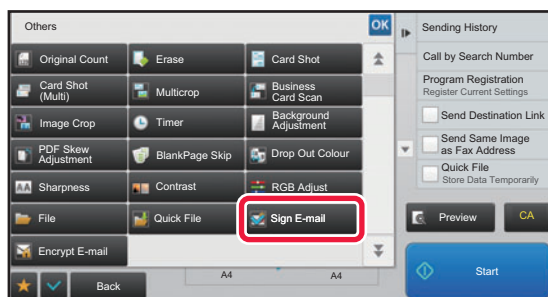 Others
OK
Original Count
Erase
Card Shot
Card Shot
(Multi)
Multicrop
Business
Card Scan
Image Crop
Timer
Background
Adjustment
PDF Skew
Adjustment
BlankPage Skip
Drop Out Colour
AA
Sharpness
Contrast
RGB Adjust
File
Quick File
Sign E-mail
Encrypt E-mail
Back
A4
A4
Sending History
Call by Search Number
Program Registration
Register Current Settings
Send Destination Link
Send Same Image
as Fax Address
Quick File
Store Data Temporarily
Preview
CA
Start